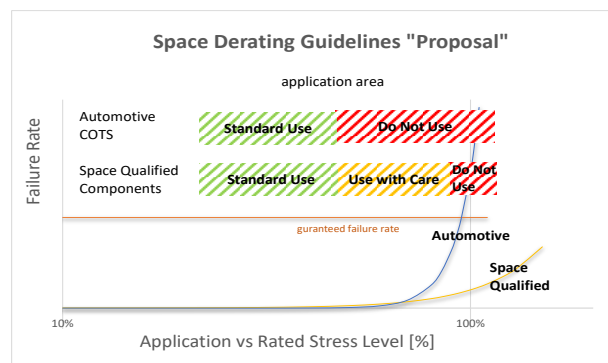 Space Derating Guidelines "Proposal"
application area
Failure Rate
Automotive
COTS
Standard Use
Do Not Use
Space Qualified
Components
Standard Use
Use with Care
Do Not
Use
guranteed failure rate
Automotive
Space
Qualified
10%
100%
Application vs Rated Stress Level [%]